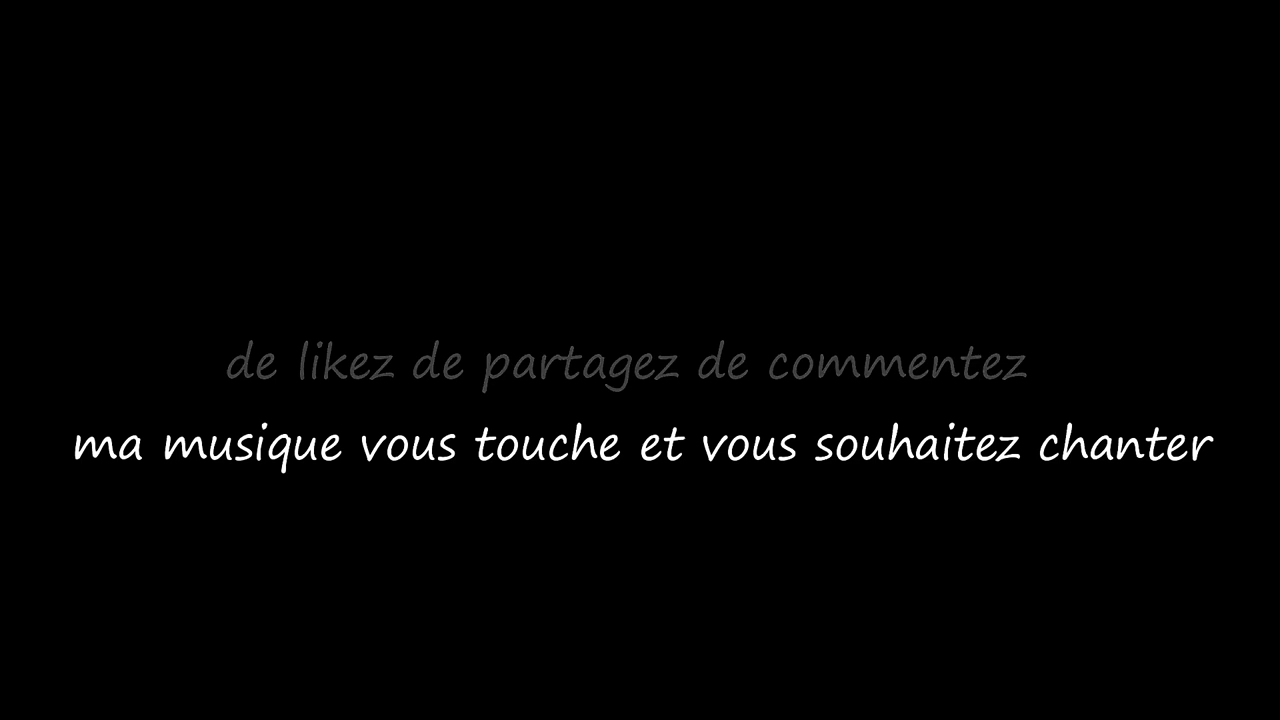 de likez de partagez de commentez
ma musique vous touche et vous souhaitez chanter